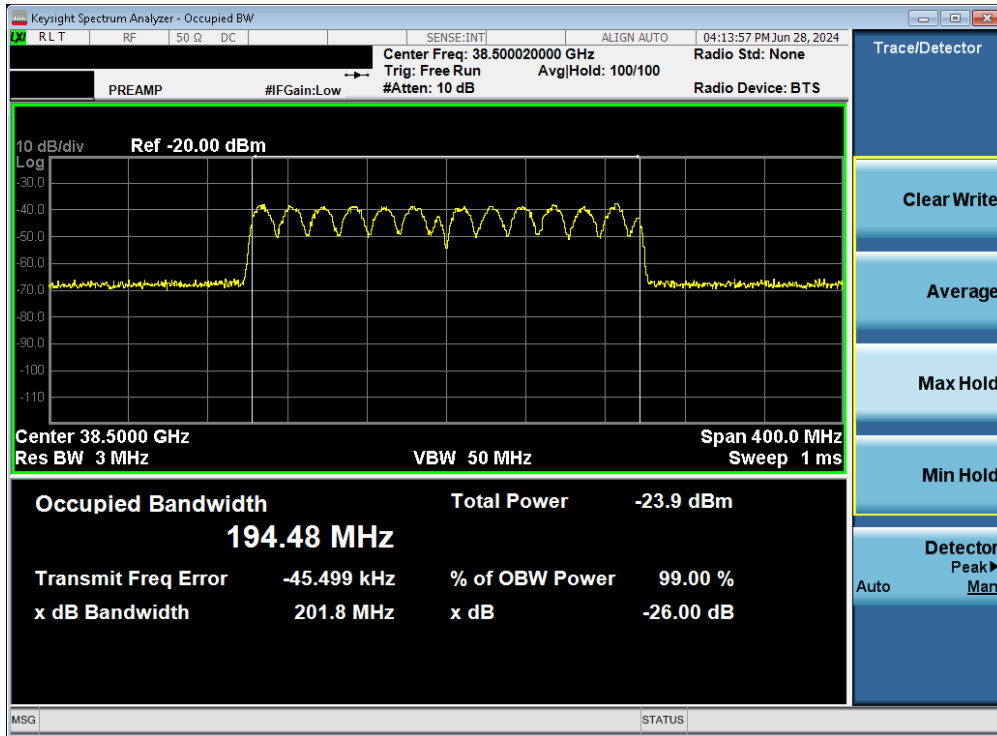 Keysight Spectrum Analyzer - Occupied BW
LXI RLT RF 50 Ω DC SENSE:INT ALIGN AUTO 04:13:57 PM Jun 28, 2024
Center Freq: 38.500020000 GHz Radio Std: None
Trig: Free Run Avg|Hold: 100/100
PREAMP #IFGain:Low #Atten: 10 dB Radio Device: BTS
10 dB/div Ref -20.00 dBm
Log
-30.0
-40.0
-50.0
-60.0
-70.0
-80.0
-90.0
-100
-110
Center 38.5000 GHz Span 400.0 MHz
Res BW 3 MHz VBW 50 MHz Sweep 1 ms
Occupied Bandwidth Total Power -23.9 dBm
194.48 MHz
Transmit Freq Error -45.499 kHz % of OBW Power 99.00 %
x dB Bandwidth 201.8 MHz x dB -26.00 dB
MSG STATUS
Trace/Detector
Clear Write
Average
Max Hold
Min Hold
Detector
Peak
Auto Man